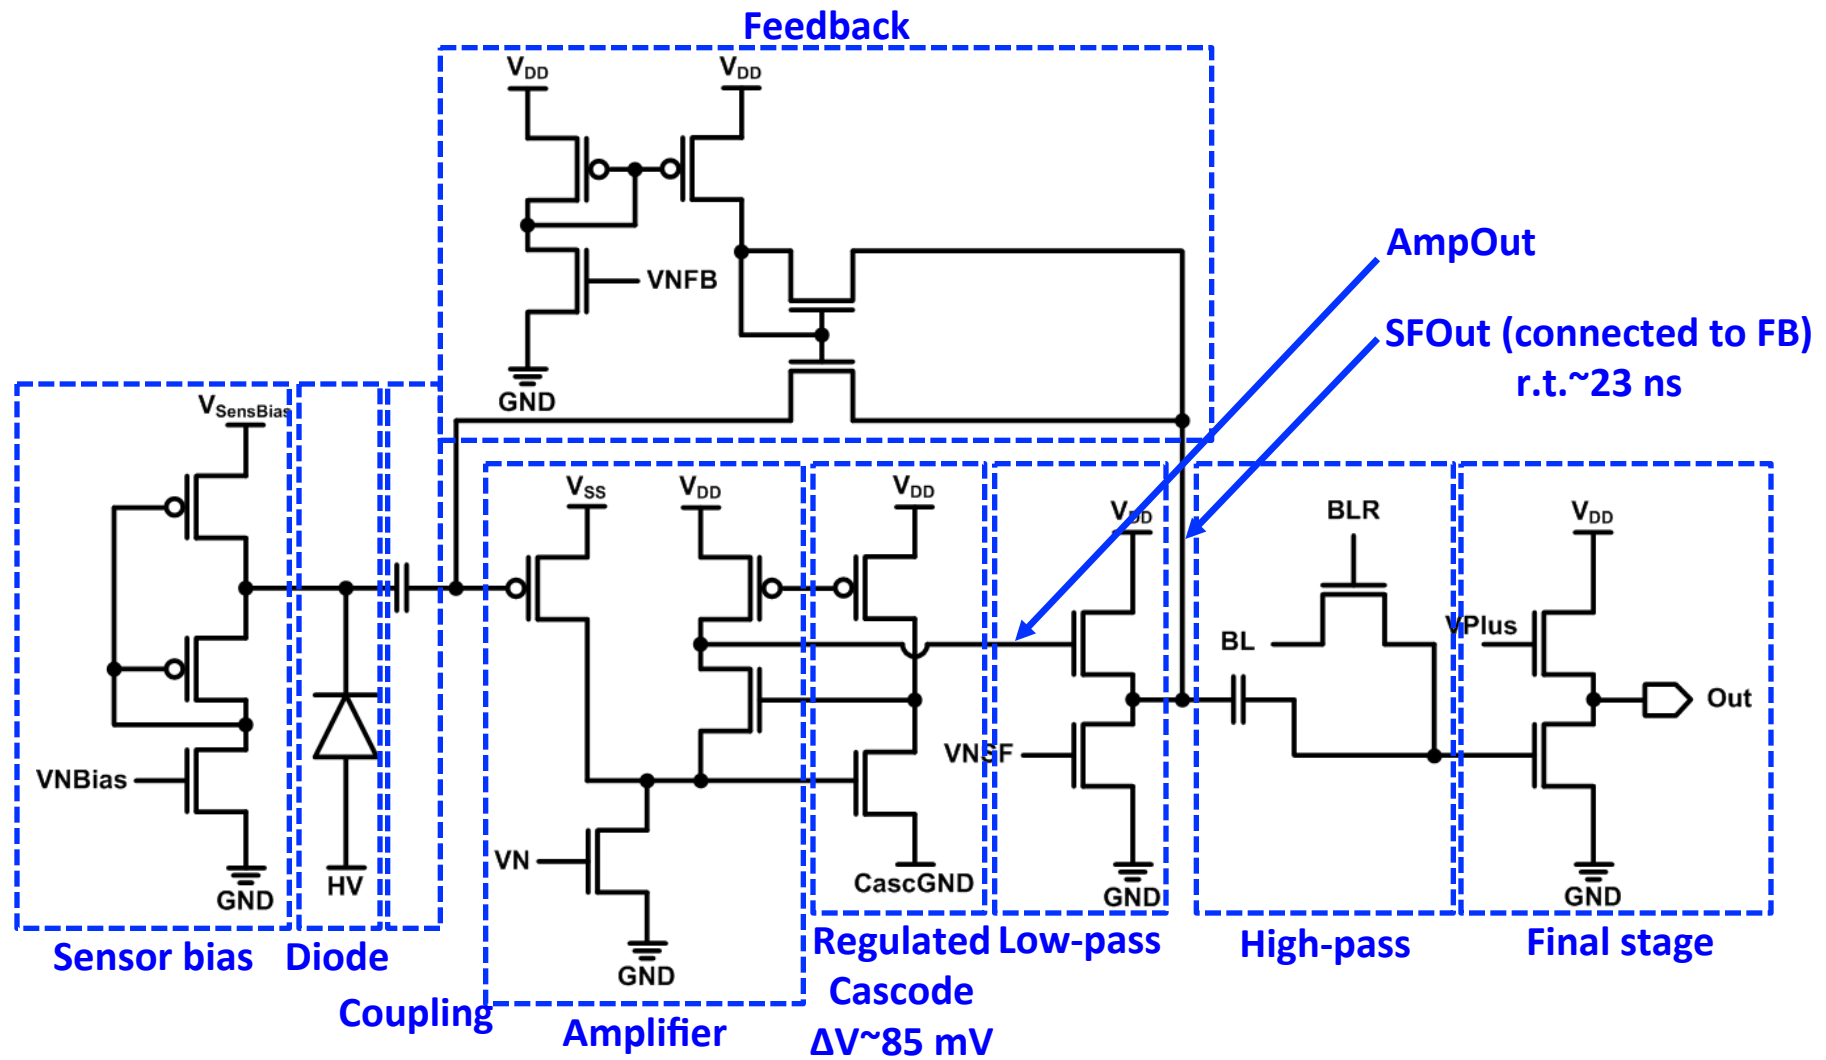 Feedback
VDD
VDD
VNFB
GND
AmpOut
SFOut (connected to FB)
r.t.~23 ns
VSensBias
VNBias
GND
HV
VSS
VDD
VDD
VDD
BLR
VDD
BL
VPlus
Out
VNSF
VN
CascGND
GND
GND
GND
Sensor bias
Diode
Coupling
Amplifier
Regulated
Cascode
ΔV~85 mV
Low-pass
High-pass
Final stage